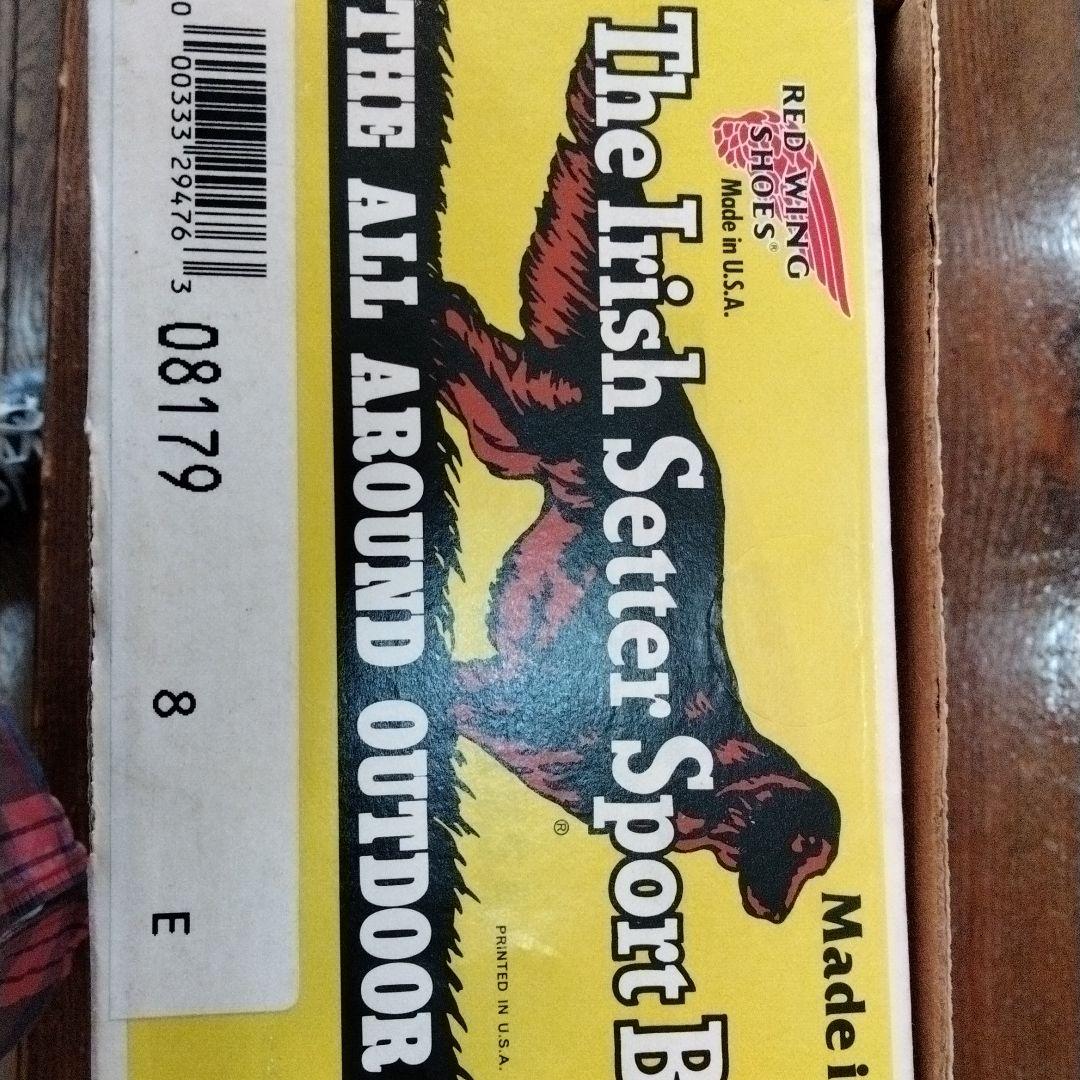 RED WING
SHOES®
Made in U.S.A.
Made i
The Irish Setter Sport B
®
PRINTED IN U.S.A.
THE ALL AROUND OUTDOOR
0 00333 29476 3
08179 8 E